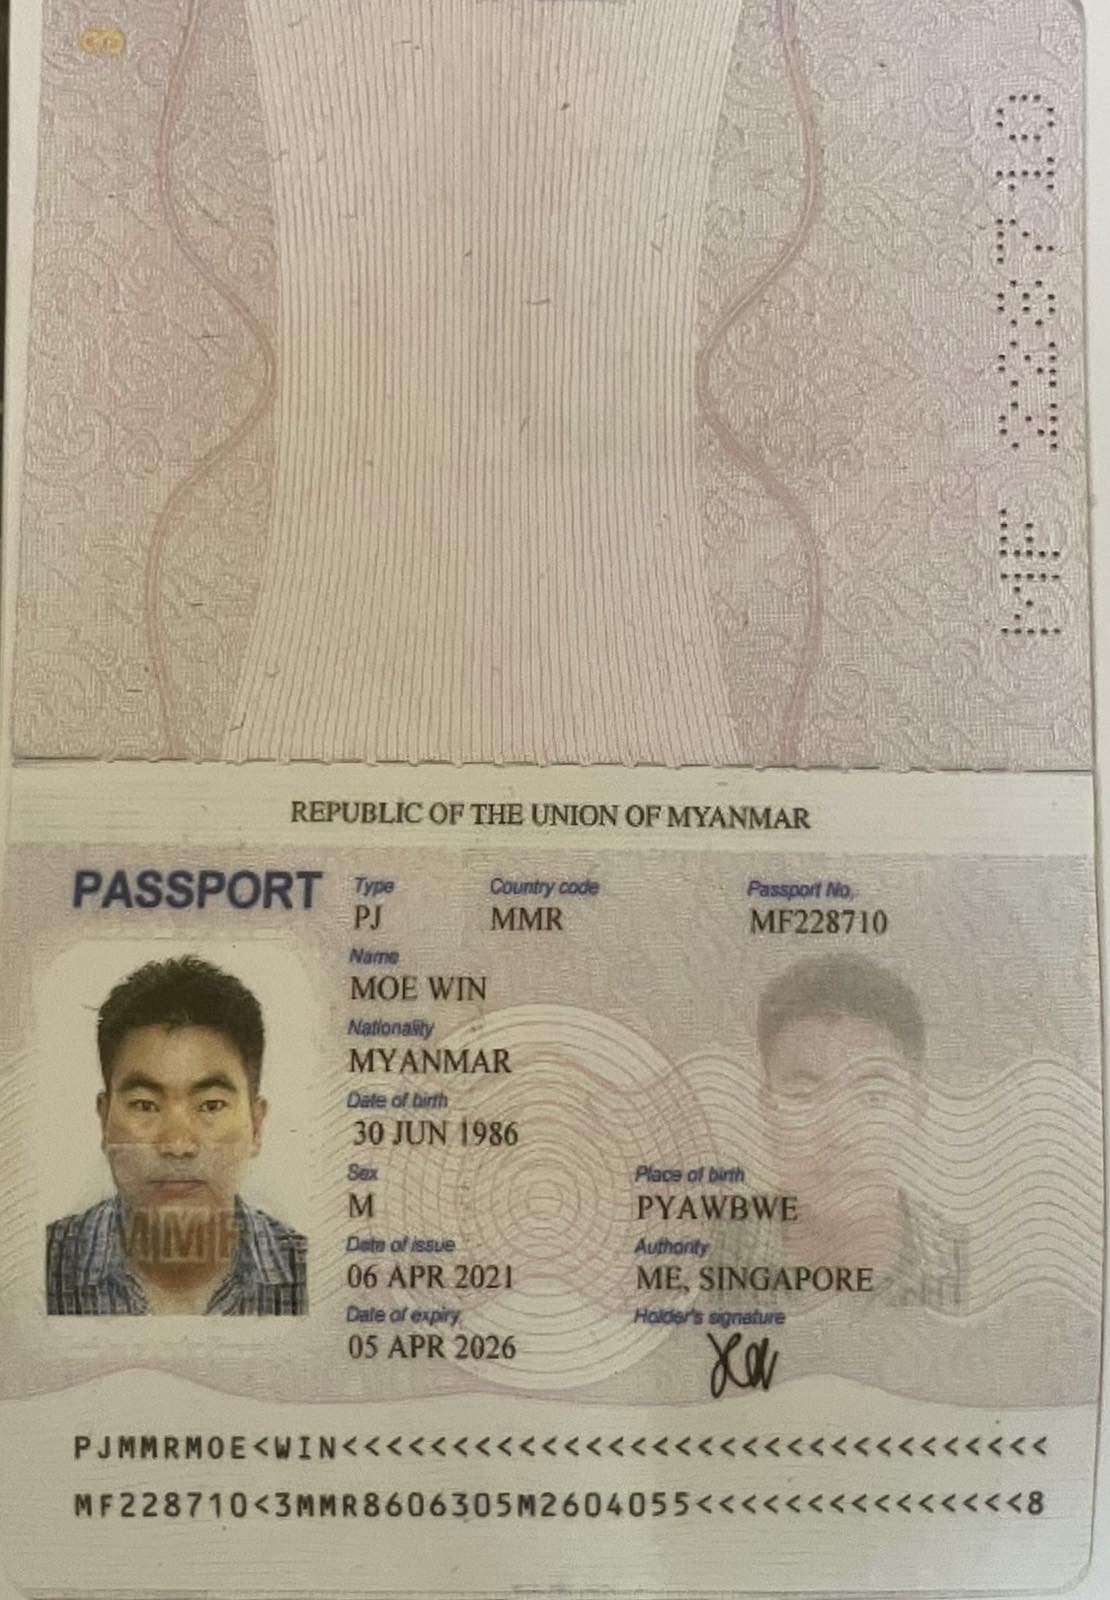 MF 228710
REPUBLIC OF THE UNION OF MYANMAR
PASSPORT
Type
PJ
Country code
MMR
Passport No.
MF228710
Name
MOE WIN
Nationality
MYANMAR
Date of birth
30 JUN 1986
Sex
M
Place of birth
PYAWBWE
Date of issue
06 APR 2021
Authority
ME, SINGAPORE
Date of expiry
05 APR 2026
Holder's signature
PJMMRMOE<WIN<<<<<<<<<<<<<<<<<<<<<<<<<<<<<<<<
MF228710<3MMR8606305M2604055<<<<<<<<<<<<<<<8